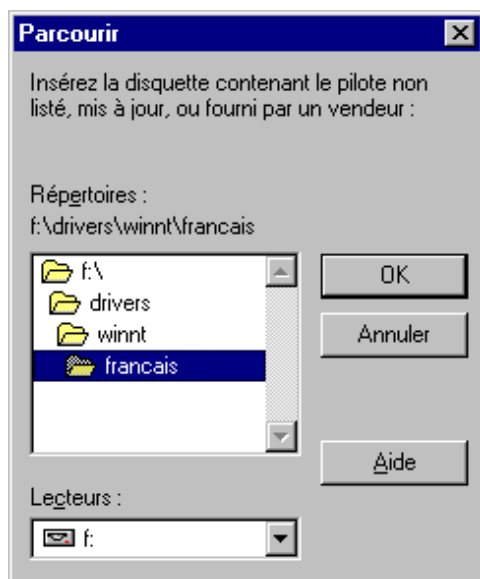 Parcourir
Insérez la disquette contenant le pilote non
listé, mis à jour, ou fourni par un vendeur :
Répertoires :
f:\drivers\winnt\francais
f:\
drivers
winnt
francais
OK
Annuler
Aide
Lecteurs :
f: